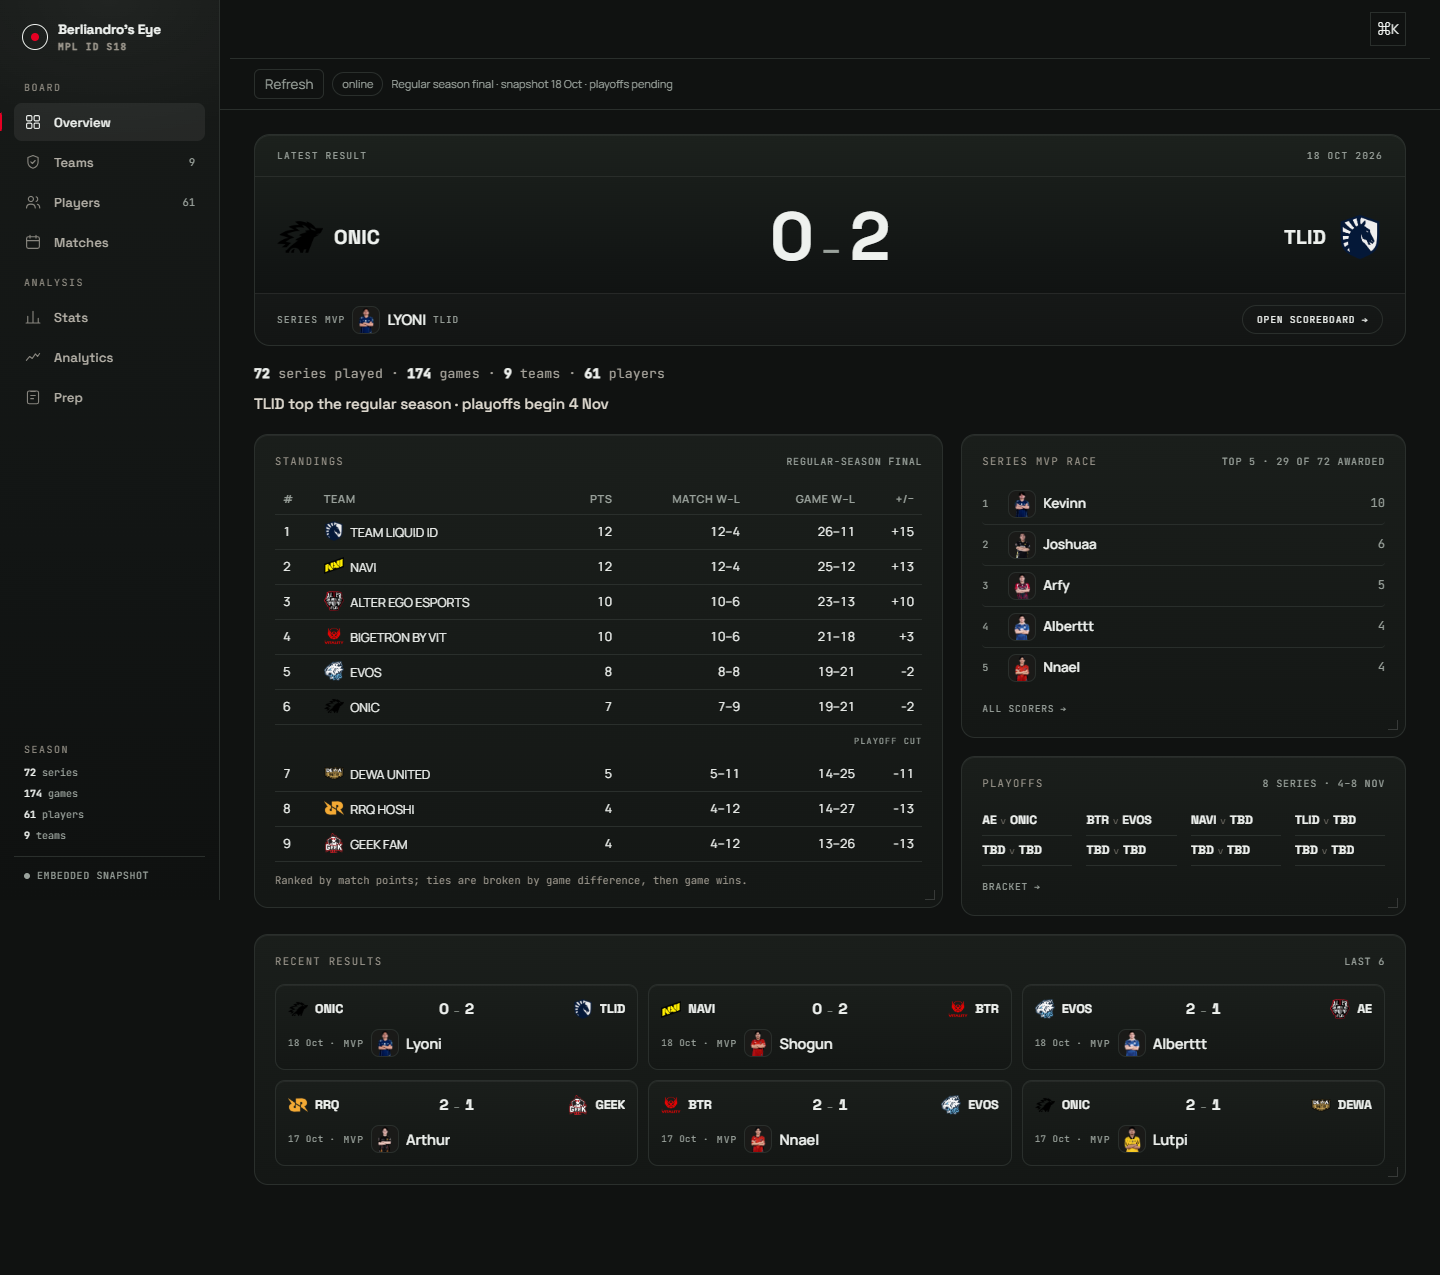 Berliandro's Eye
MPL ID S18
BOARD
Overview
Teams 9
Players 61
Matches
ANALYSIS
Stats
Analytics
Prep
SEASON
72 series
174 games
61 players
9 teams
EMBEDDED SNAPSHOT
⌘K
Refresh online Regular season final · snapshot 18 Oct · playoffs pending
LATEST RESULT 18 OCT 2026
ONIC 0 – 2 TLID
SERIES MVP LYONI TLID OPEN SCOREBOARD →
72 series played · 174 games · 9 teams · 61 players
TLID top the regular season · playoffs begin 4 Nov
STANDINGS REGULAR-SEASON FINAL
# TEAM PTS MATCH W–L GAME W–L +/−
1 TEAM LIQUID ID 12 12–4 26–11 +15
2 NAVI 12 12–4 25–12 +13
3 ALTER EGO ESPORTS 10 10–6 23–13 +10
4 BIGETRON BY VIT 10 10–6 21–18 +3
5 EVOS 8 8–8 19–21 -2
6 ONIC 7 7–9 19–21 -2
PLAYOFF CUT
7 DEWA UNITED 5 5–11 14–25 -11
8 RRQ HOSHI 4 4–12 14–27 -13
9 GEEK FAM 4 4–12 13–26 -13
Ranked by match points; ties are broken by game difference, then game wins.
SERIES MVP RACE TOP 5 · 29 OF 72 AWARDED
1 Kevinn 10
2 Joshuaa 6
3 Arfy 5
4 Alberttt 4
5 Nnael 4
ALL SCORERS →
PLAYOFFS 8 SERIES · 4–8 NOV
AE v ONIC BTR v EVOS NAVI v TBD TLID v TBD
TBD v TBD TBD v TBD TBD v TBD TBD v TBD
BRACKET →
RECENT RESULTS LAST 6
ONIC 0 – 2 TLID
18 Oct · MVP Lyoni
NAVI 0 – 2 BTR
18 Oct · MVP Shogun
EVOS 2 – 1 AE
18 Oct · MVP Alberttt
RRQ 2 – 1 GEEK
17 Oct · MVP Arthur
BTR 2 – 1 EVOS
17 Oct · MVP Nnael
ONIC 2 – 1 DEWA
17 Oct · MVP Lutpi